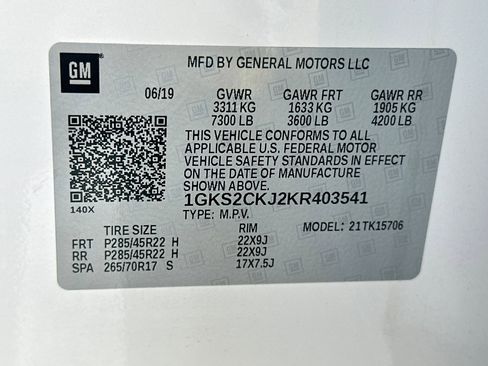 GM
MFD BY GENERAL MOTORS LLC
06/19 GVWR GAWR FRT GAWR RR
3311 KG 1633 KG 1905 KG
7300 LB 3600 LB 4200 LB
THIS VEHICLE CONFORMS TO ALL
APPLICABLE U.S. FEDERAL MOTOR
VEHICLE SAFETY STANDARDS IN EFFECT
ON THE DATE OF MANUFACTURE
SHOWN ABOVE.
1GKS2CKJ2KR403541
140X
TYPE: M.P.V. MODEL: 21TK15706
TIRE SIZE RIM
FRT P285/45R22 H 22X9J
RR P285/45R22 H 22X9J
SPA 265/70R17 S 17X7.5J